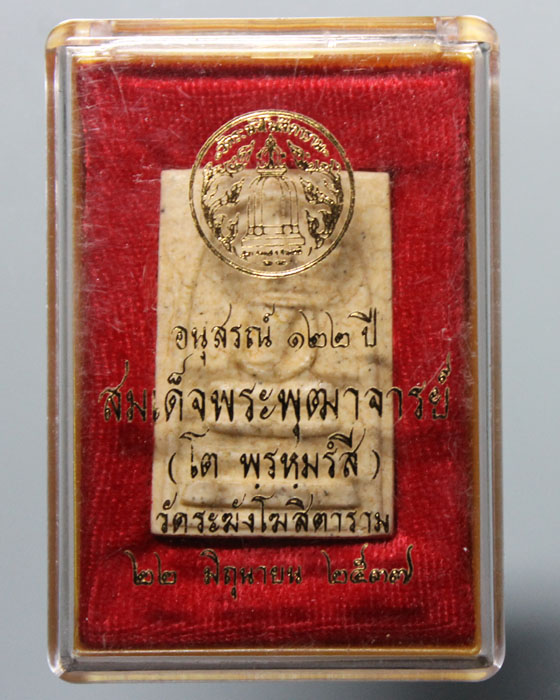 อนุสรณ์ ๑๒๒ ปี
สมเด็จพระพุฒาจารย์
(โต พฺรหฺมรํสี)
วัดระฆังโฆสิตาราม
๒๒ มิถุนายน ๒๕๓๗